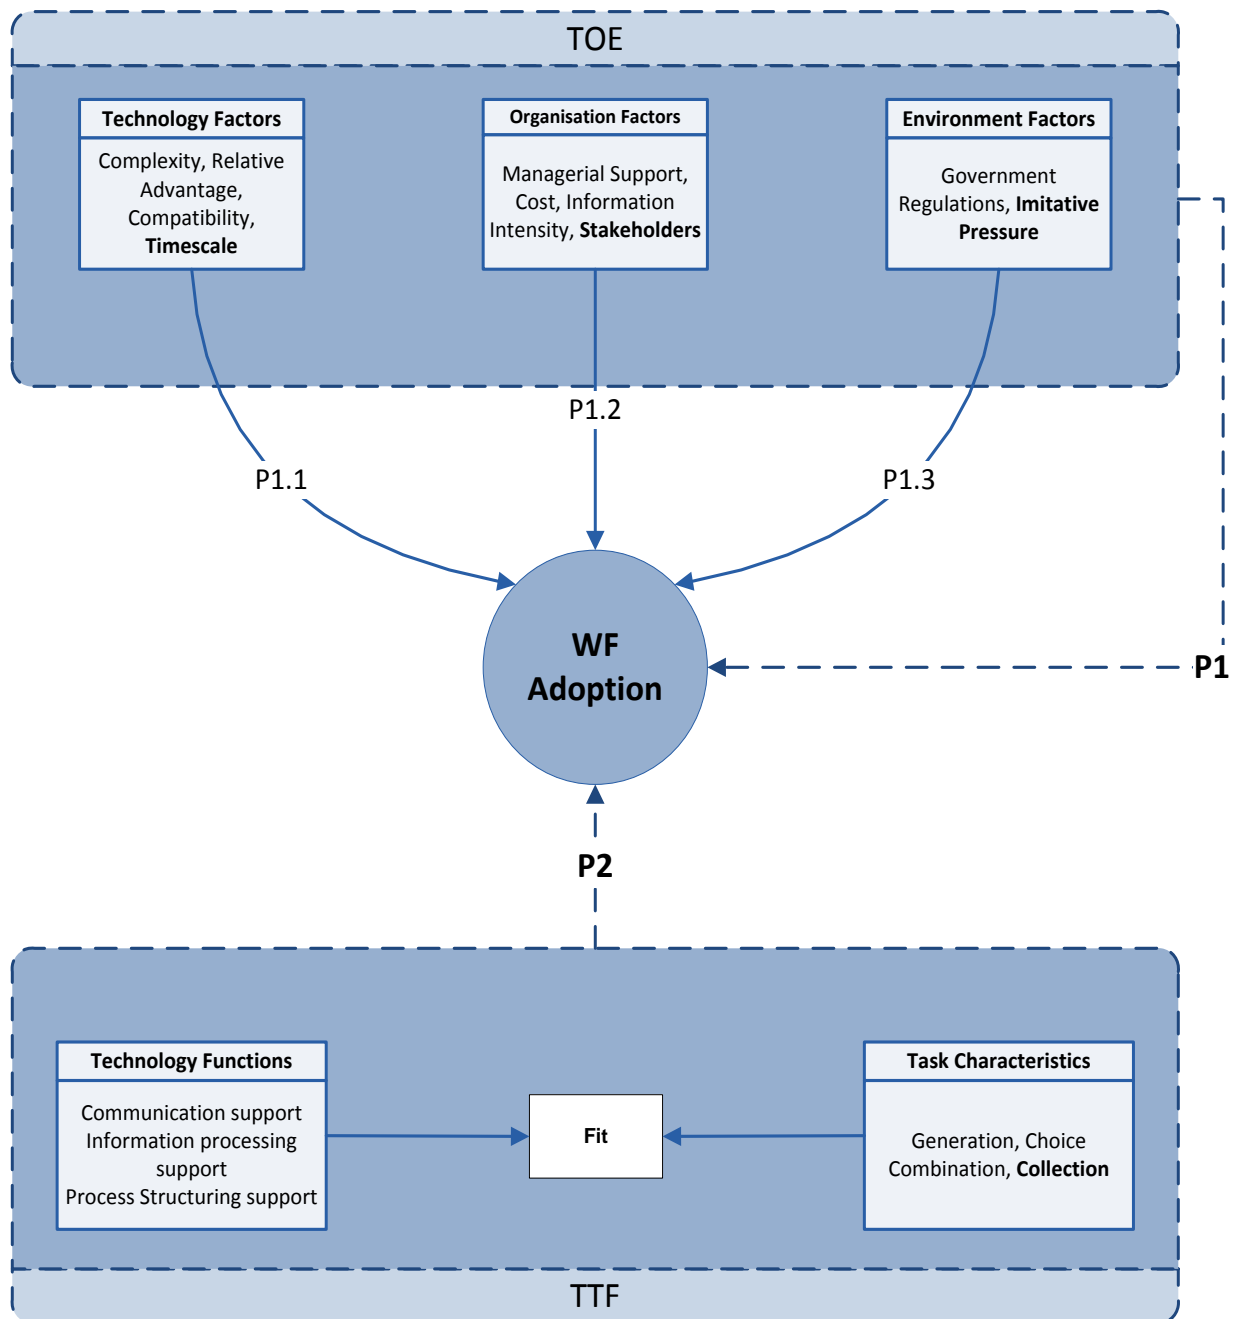 TOE
Technology Factors
Complexity, Relative
Advantage,
Compatibility,
Timescale
Organisation Factors
Managerial Support,
Cost, Information
Intensity, Stakeholders
Environment Factors
Government
Regulations, Imitative
Pressure
P1.2
P1.1
P1.3
WF
Adoption
P1
P2
Technology Functions
Communication support
Information processing
support
Process Structuring support
Fit
Task Characteristics
Generation, Choice
Combination, Collection
TTF